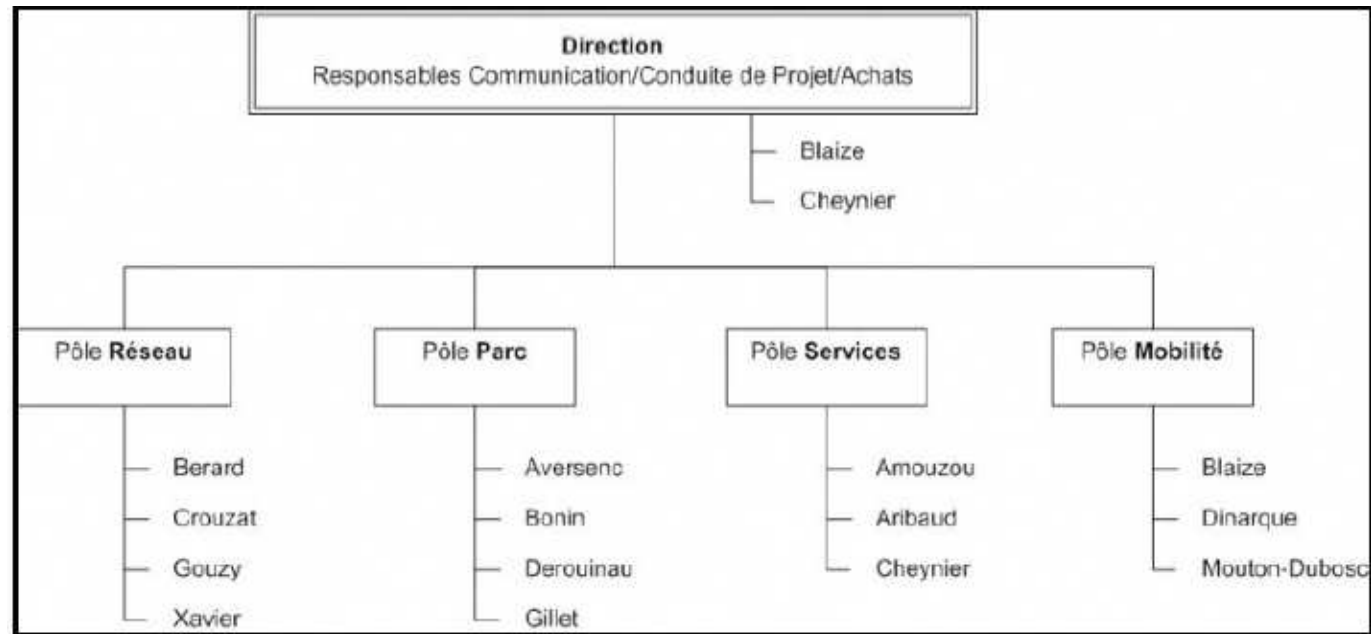 Direction
Responsables Communication/Conduite de Projet/Achats
Blaize
Cheynier
Pôle Réseau
Berard
Crouzat
Gouzy
Xavier
Pôle Parc
Aversenc
Bonin
Derouinau
Gillet
Pôle Services
Amouzou
Aribaud
Cheynier
Pôle Mobilité
Blaize
Dinarque
Mouton-Dubosc